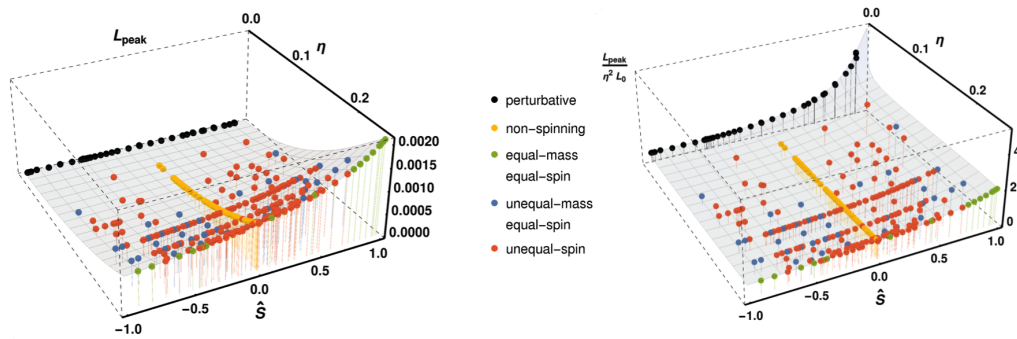 L_peak
0.0
0.1
η
0.2
0.0020
0.0015
0.0010
0.0005
0.0000
1.0
0.5
0.0
−0.5
−1.0
Ŝ
perturbative
non-spinning
equal-mass
equal-spin
unequal-mass
equal-spin
unequal-spin
L_peak
η² L₀
0.0
0.1
η
0.2
4
2
0
1.0
0.5
0.0
−0.5
−1.0
Ŝ